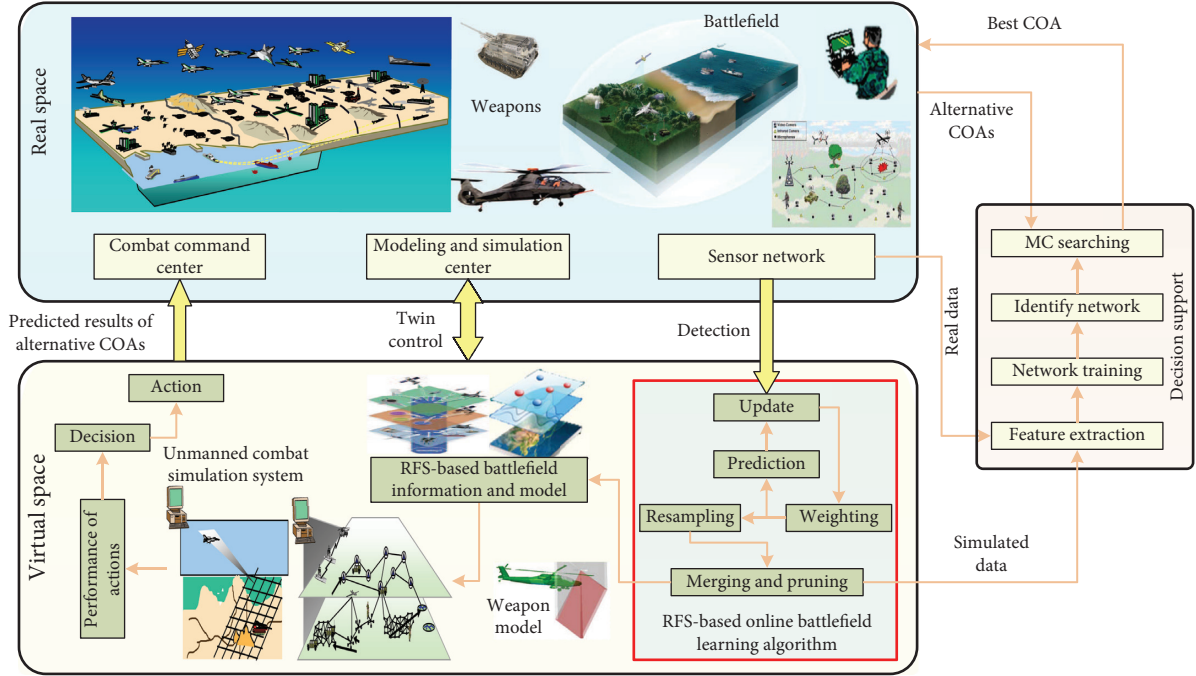 Real space
Battlefield
Weapons
Combat command
center
Modeling and simulation
center
Sensor network
Best COA
Alternative
COAs
MC searching
Identify network
Network training
Feature extraction
Decision support
Real data
Simulated
data
Predicted results of
alternative COAs
Twin
control
Detection
Virtual space
Action
Decision
Performance of
actions
Unmanned combat
simulation system
RFS-based battlefield
information and model
Weapon
model
Update
Prediction
Resampling
Weighting
Merging and pruning
RFS-based online battlefield
learning algorithm